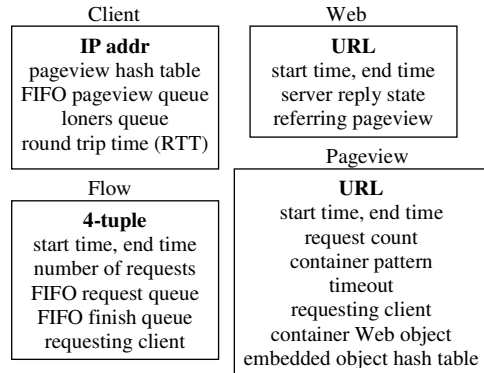 Client
IP addr
pageview hash table
FIFO pageview queue
loners queue
round trip time (RTT)
Flow
4-tuple
start time, end time
number of requests
FIFO request queue
FIFO finish queue
requesting client
Web
URL
start time, end time
server reply state
referring pageview
Pageview
URL
start time, end time
request count
container pattern
timeout
requesting client
container Web object
embedded object hash table